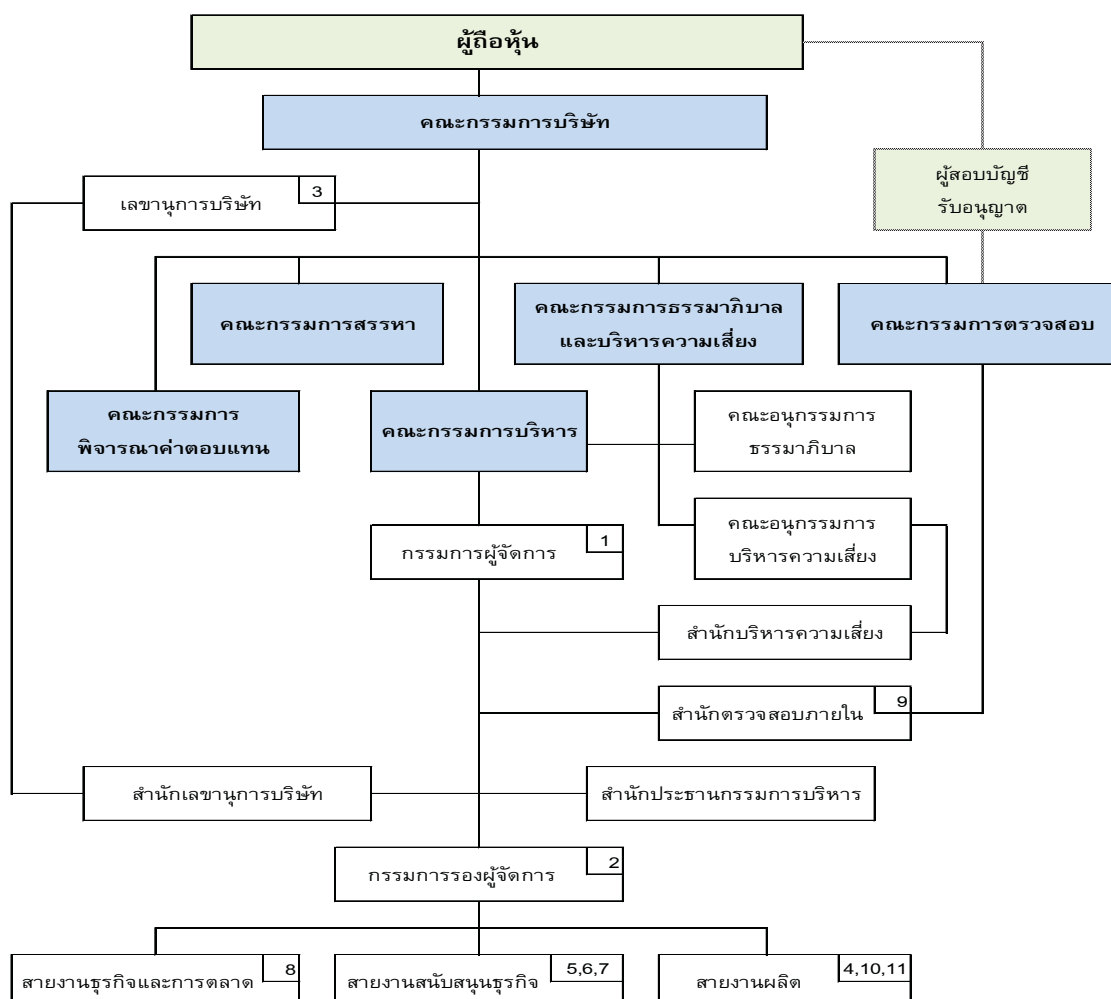 ผู้ถือหุ้น
คณะกรรมการบริษัท
ผู้สอบบัญชี
รับอนุญาต
3
เลขานุการบริษัท
คณะกรรมการสรรหา
คณะกรรมการธรรมาภิบาล
และบริหารความเสี่ยง
คณะกรรมการตรวจสอบ
คณะกรรมการ
พิจารณาค่าตอบแทน
คณะกรรมการบริหาร
คณะอนุกรรมการ
ธรรมาภิบาล
กรรมการผู้จัดการ
1
คณะอนุกรรมการ
บริหารความเสี่ยง
สำนักบริหารความเสี่ยง
สำนักตรวจสอบภายใน
9
สำนักเลขานุการบริษัท
สำนักประธานกรรมการบริหาร
กรรมการรองผู้จัดการ
2
สายงานธุรกิจและการตลาด
8
สายงานสนับสนุนธุรกิจ
5,6,7
สายงานผลิต
4,10,11